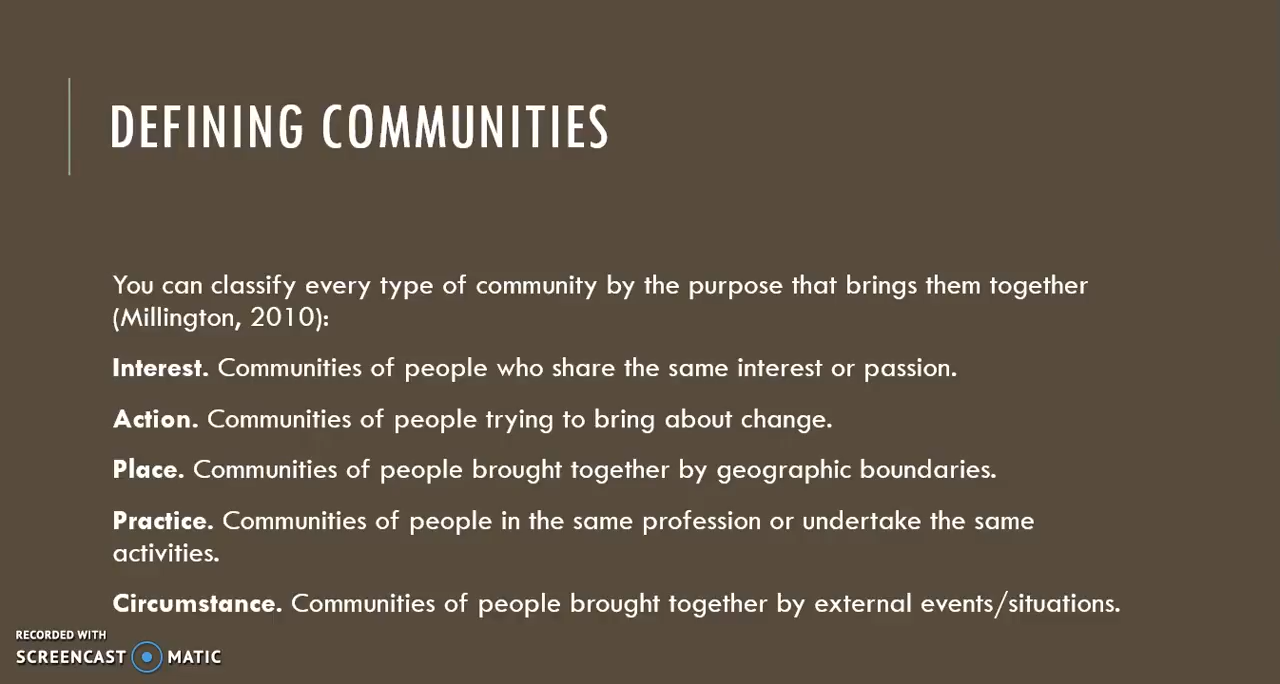 DEFINING COMMUNITIES
You can classify every type of community by the purpose that brings them together
(Millington, 2010):
Interest. Communities of people who share the same interest or passion.
Action. Communities of people trying to bring about change.
Place. Communities of people brought together by geographic boundaries.
Practice. Communities of people in the same profession or undertake the same
activities.
Circumstance. Communities of people brought together by external events/situations.
RECORDED WITH
SCREENCAST MATIC